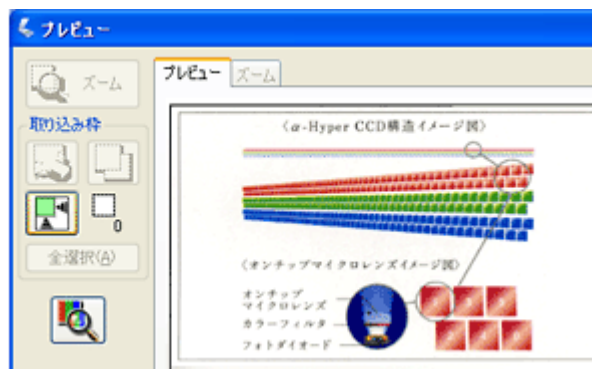 プレビュー
ズーム
プレビュー
ズーム
取り込み枠
0
全選択(A)
〈α-Hyper CCD構造イメージ図〉
〈オンチップマイクロレンズイメージ図〉
オンチップ
マイクロレンズ
カラーフィルタ
フォトダイオード